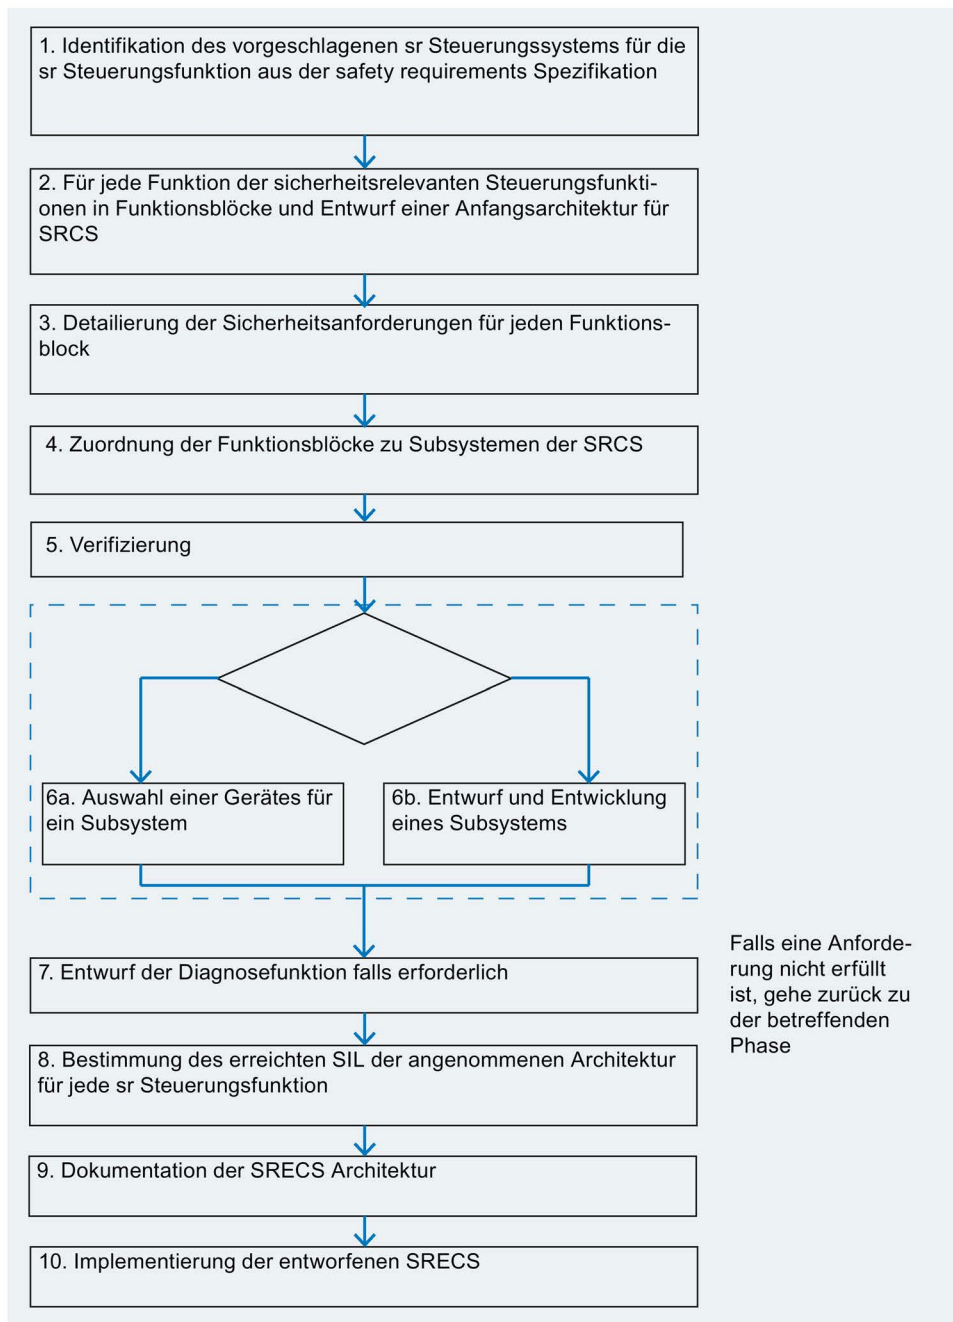 1. Identifikation des vorgeschlagenen sr Steuerungssystems für die
sr Steuerungsfunktion aus der safety requirements Spezifikation
2. Für jede Funktion der sicherheitsrelevanten Steuerungsfunkti-
onen in Funktionsblöcke und Entwurf einer Anfangsarchitektur für
SRCS
3. Detailierung der Sicherheitsanforderungen für jeden Funktions-
block
4. Zuordnung der Funktionsblöcke zu Subsystemen der SRCS
5. Verifizierung
6a. Auswahl einer Gerätes für
ein Subsystem
6b. Entwurf und Entwicklung
eines Subsystems
Falls eine Anforde-
rung nicht erfüllt
ist, gehe zurück zu
der betreffenden
Phase
7. Entwurf der Diagnosefunktion falls erforderlich
8. Bestimmung des erreichten SIL der angenommenen Architektur
für jede sr Steuerungsfunktion
9. Dokumentation der SRECS Architektur
10. Implementierung der entworfenen SRECS